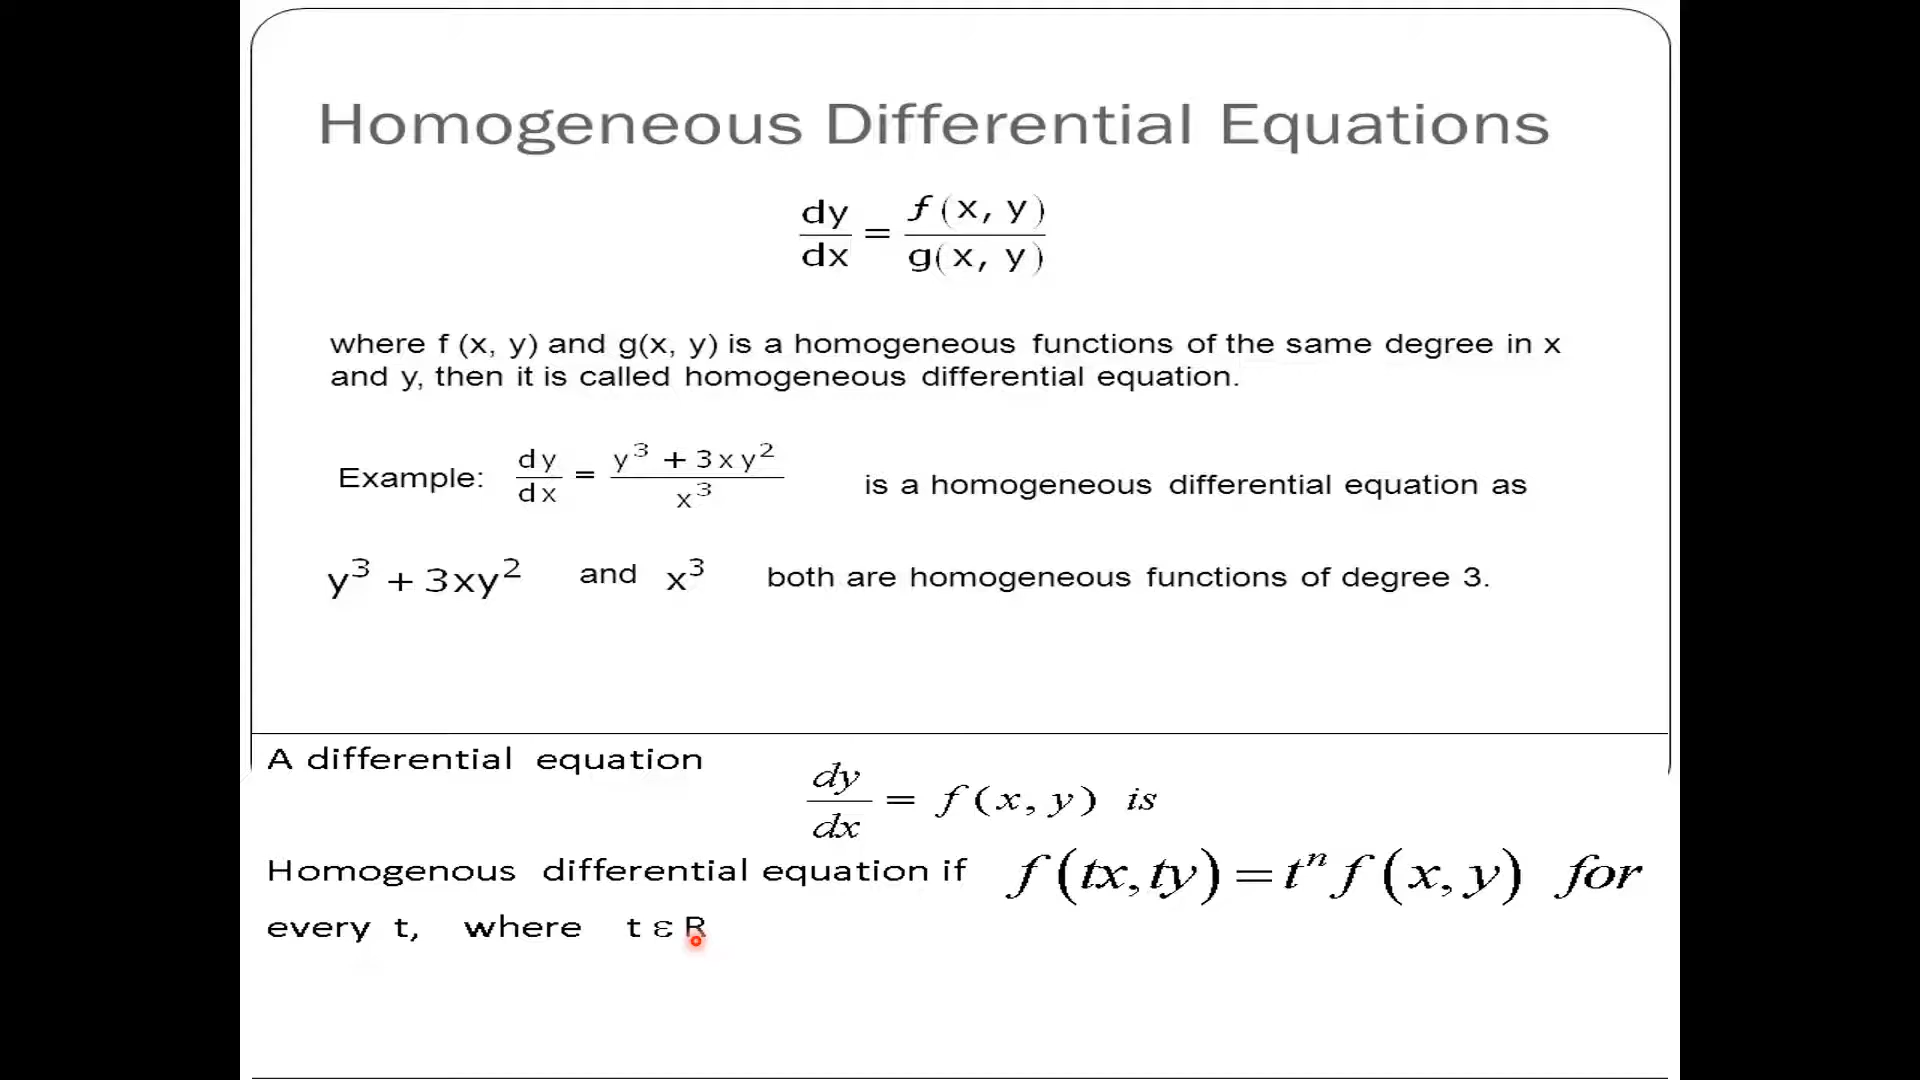 Homogeneous Differential Equations
dy/dx = f(x, y)/g(x, y)
where f (x, y) and g(x, y) is a homogeneous functions of the same degree in x
and y, then it is called homogeneous differential equation.
Example: dy/dx = (y³ + 3xy²)/x³ is a homogeneous differential equation as
y³ + 3xy² and x³ both are homogeneous functions of degree 3.
A differential equation dy/dx = f(x, y) is
Homogenous differential equation if f(tx,ty)=tⁿf(x,y) for
every t, where t ε R